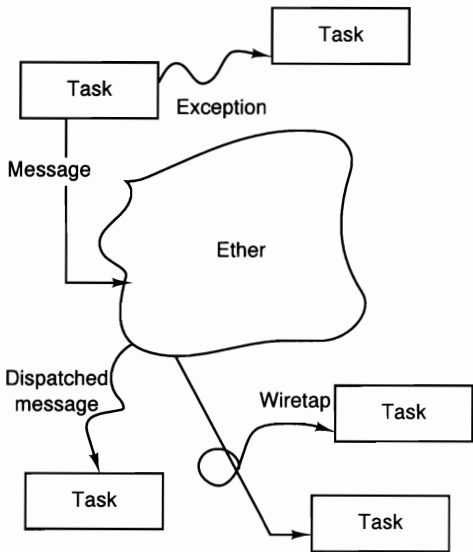 Task
Task
Exception
Message
Ether
Dispatched
message
Wiretap
Task
Task
Task